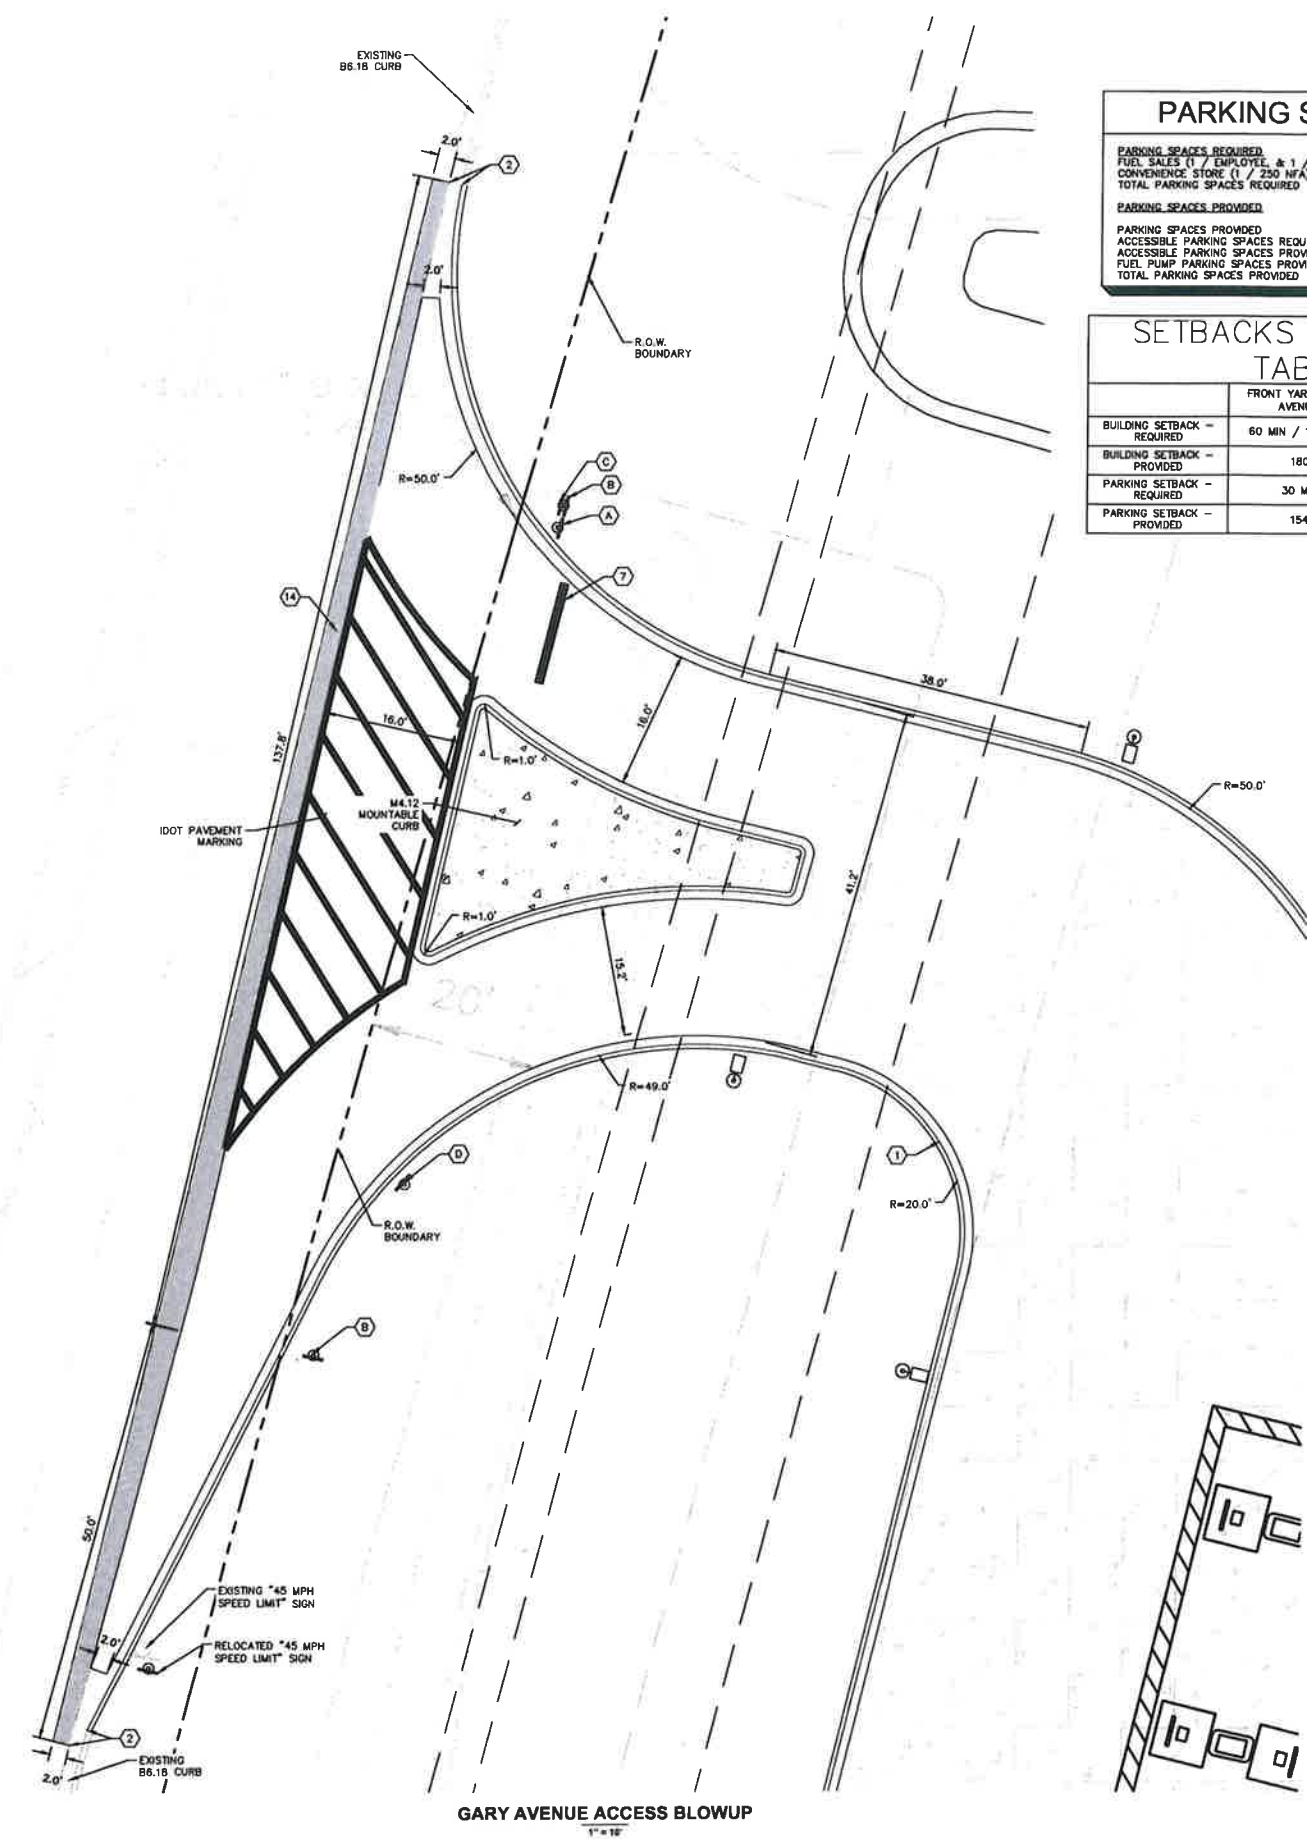 EXISTING
B6.18 CURB
2.0'
2
2.0'
R.O.W.
BOUNDARY
R=50.0'
C
B
A
7
14
38.0'
16.0'
16.0'
137.8'
R=1.0'
R=50.0'
M4.12
MOUNTABLE
CURB
IDOT PAVEMENT
MARKING
41.2'
R=1.0'
15.2'
20'
R=49.0'
D
1
R=20.0'
R.O.W.
BOUNDARY
B
50.0'
EXISTING "45 MPH
SPEED LIMIT" SIGN
2.0'
RELOCATED "45 MPH
SPEED LIMIT" SIGN
2
EXISTING
B6.18 CURB
2.0'
GARY AVENUE ACCESS BLOWUP
1" = 10'
PARKING S
PARKING SPACES REQUIRED
FUEL SALES (1 / EMPLOYEE, & 1 /
CONVENIENCE STORE (1 / 250 NFA)
TOTAL PARKING SPACES REQUIRED
PARKING SPACES PROVIDED
PARKING SPACES PROVIDED
ACCESSIBLE PARKING SPACES REQU
ACCESSIBLE PARKING SPACES PROVI
FUEL PUMP PARKING SPACES PROVI
TOTAL PARKING SPACES PROVIDED
SETBACKS
TAB
FRONT YAR
AVENU
BUILDING SETBACK -
REQUIRED
60 MIN /
BUILDING SETBACK -
PROVIDED
180
PARKING SETBACK -
REQUIRED
30 M
PARKING SETBACK -
PROVIDED
154